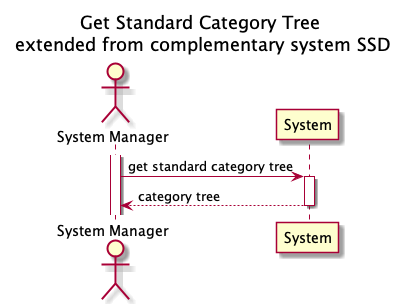 Get Standard Category Tree
extended from complementary system SSD
System Manager
System
get standard category tree
category tree
System Manager
System